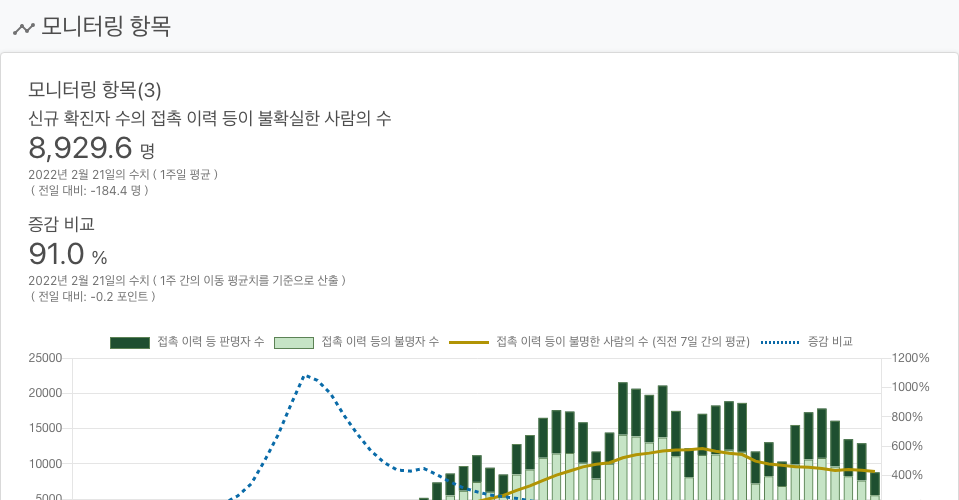 모니터링 항목
모니터링 항목(3)
신규 확진자 수의 접촉 이력 등이 불확실한 사람의 수
8,929.6 명
2022년 2월 21일의 수치 ( 1주일 평균 )
( 전일 대비: -184.4 명 )
증감 비교
91.0 %
2022년 2월 21일의 수치 ( 1주 간의 이동 평균치를 기준으로 산출 )
( 전일 대비: -0.2 포인트 )
접촉 이력 등 판명자 수 접촉 이력 등의 불명자 수 접촉 이력 등이 불명한 사람의 수 (직전 7일 간의 평균) 증감 비교
25000 1200%
20000 1000%
15000 800%
10000 600%
5000 400%